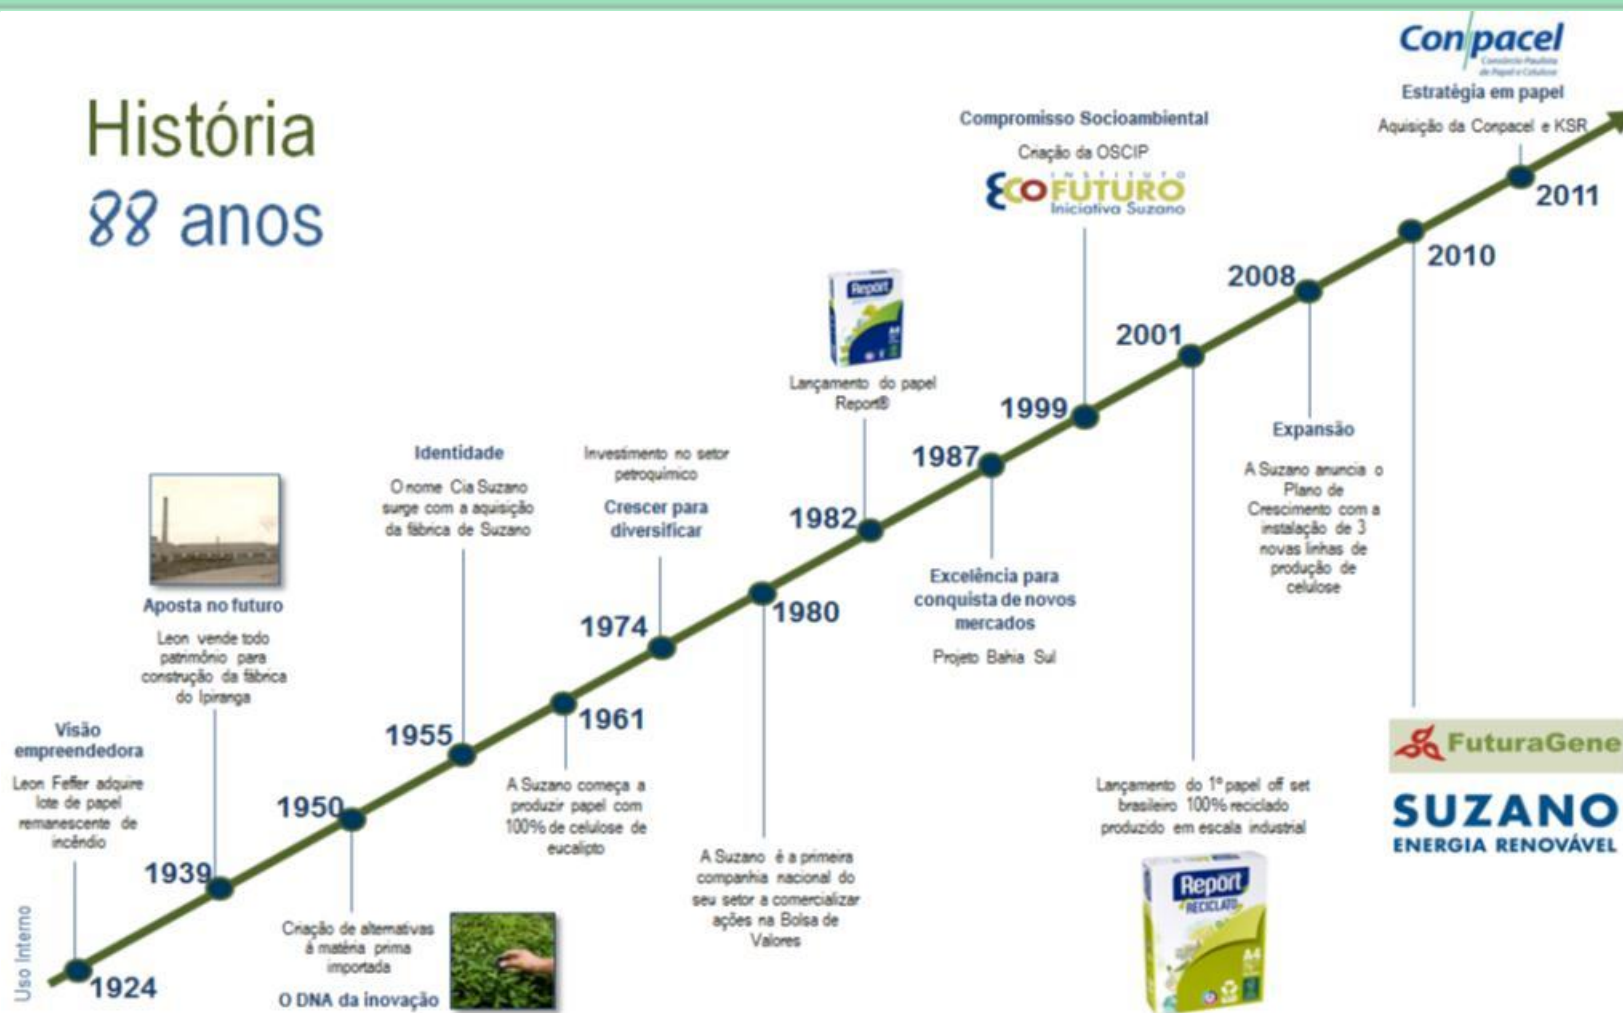 História
88 anos
Uso Interno
Visão
empreendedora
Leon Feffer adquire
lote de papel
remanescente de
incêndio
1924
Aposta no futuro
Leon vende todo
patrimônio para
construção da fábrica
do Ipiranga
1939
1950
Criação de alternativas
á matéria prima
importada
O DNA da inovação
Identidade
O nome Cia Suzano
surge com a aquisição
da fábrica de Suzano
1955
1961
A Suzano começa a
produzir papel com
100% de celulose de
eucalipto
Investimento no setor
petroquímico
Crescer para
diversificar
1974
1980
A Suzano é a primeira
companhia nacional do
seu setor a comercializar
ações na Bolsa de
Valores
Report
A4
Lançamento do papel
Report®
1982
1987
Excelência para
conquista de novos
mercados
Projeto Bahia Sul
Compromisso Socioambiental
Criação da OSCIP
INSTITUTO
ECOFUTURO
Iniciativa Suzano
1999
2001
Lançamento do 1º papel off set
brasileiro 100% reciclado
produzido em escala industrial
Report
RECICLATO
A4
2008
Expansão
A Suzano anuncia o
Plano de
Crescimento com a
instalação de 3
novas linhas de
produção de
celulose
2010
FuturaGene
SUZANO
ENERGIA RENOVÁVEL
Conpacel
Consórcio Paulista
de Papel e Celulose
Estratégia em papel
Aquisição da Conpacel e KSR
2011